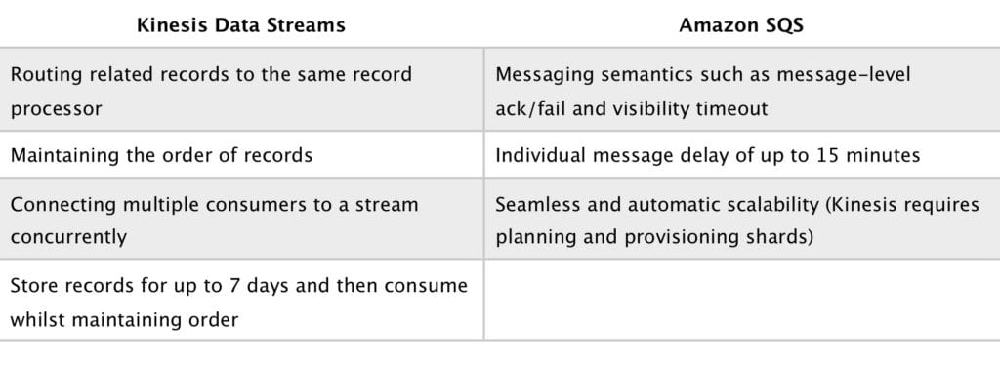 Kinesis Data Streams
Amazon SQS
Routing related records to the same record
processor
Messaging semantics such as message-level
ack/fail and visibility timeout
Maintaining the order of records
Individual message delay of up to 15 minutes
Connecting multiple consumers to a stream
concurrently
Seamless and automatic scalability (Kinesis requires
planning and provisioning shards)
Store records for up to 7 days and then consume
whilst maintaining order